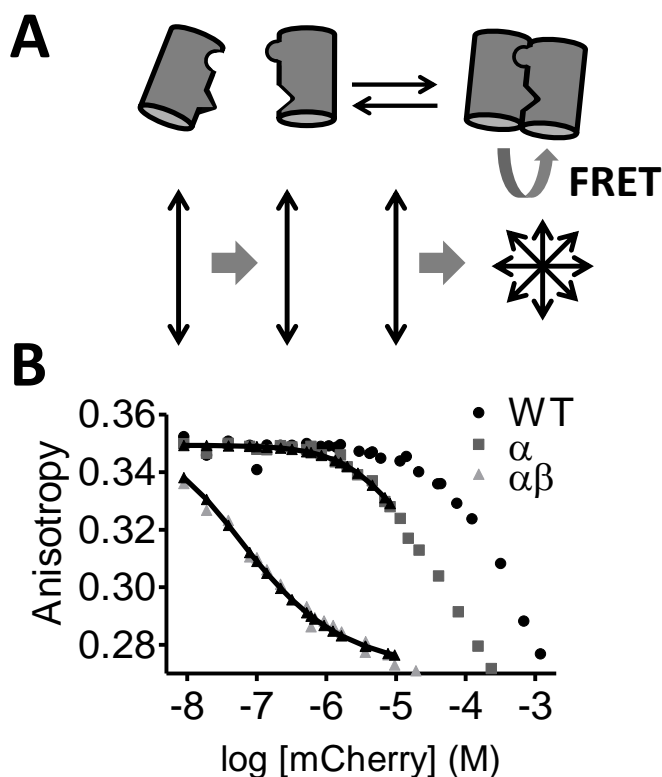 A
FRET
B
WT
α
αβ
0.36
0.34
0.32
0.30
0.28
Anisotropy
-8 -7 -6 -5 -4 -3
log [mCherry] (M)